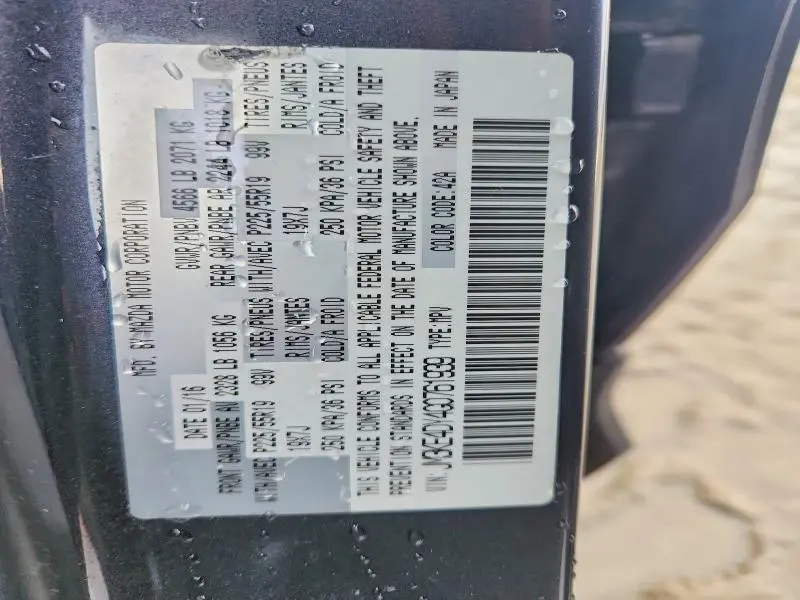 MFD. BY MAZDA MOTOR CORPORATION
DATE 01/16 GVWR/PNBV 4566 LB 2071 KG
FRONT GAWR/PNBE AV 2328 LB 1056 KG REAR GAWR/PNBE AR 2244 LB 1018 KG
WITH/AVEC P225/55R19 99V TIRES/PNEUS WITH/AVEC P225/55R19 99V TIRES/PNEUS
19X7J RIMS/JANTES 19X7J RIMS/JANTES
250 KPA/36 PS COLD/A FROID 250 KPA/36 PS COLD/A FROID
THIS VEHICLE CONFORMS TO ALL APPLICABLE FEDERAL MOTOR VEHICLE SAFETY AND THEFT
PREVENTION STANDARDS IN EFFECT ON THE DATE OF MANUFACTURE SHOWN ABOVE.
VIN: TYPE: MPV COLOR CODE: 42A MADE IN JAPAN